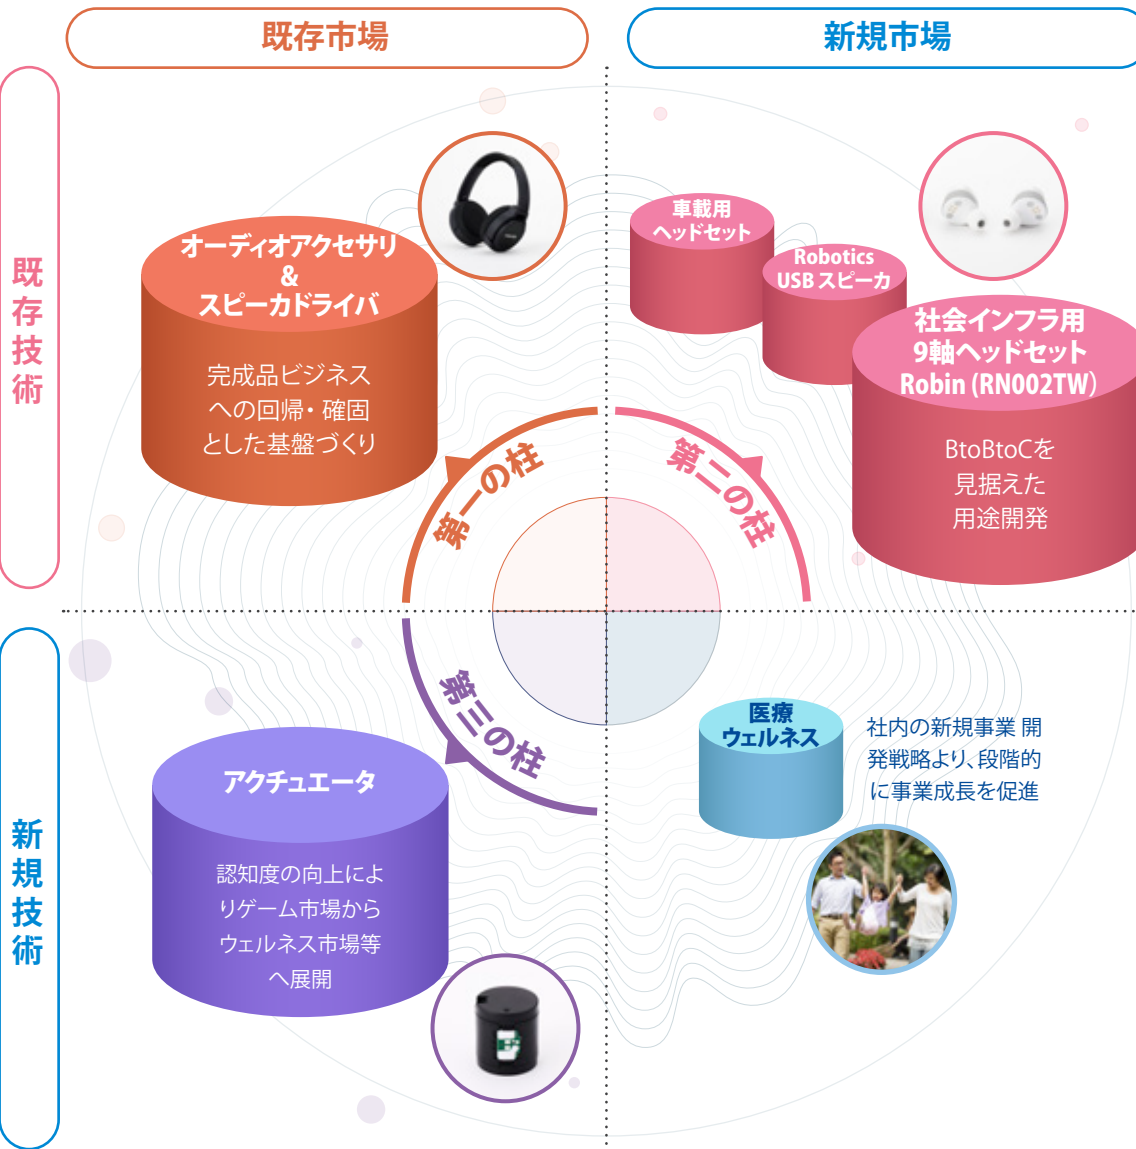 既存市場
新規市場
既存技術
オーディオアクセサリ
&
スピーカドライバ
完成品ビジネス
への回帰・確固
とした基盤づくり
第一の柱
車載用
ヘッドセット
Robotics
USB スピーカ
社会インフラ用
9軸ヘッドセット
Robin (RN002TW)
BtoBtoCを
見据えた
用途開発
第二の柱
新規技術
アクチュエータ
認知度の向上によ
りゲーム市場から
ウェルネス市場等
へ展開
第三の柱
医療
ウェルネス
社内の新規事業 開
発戦略より、段階的
に事業成長を促進